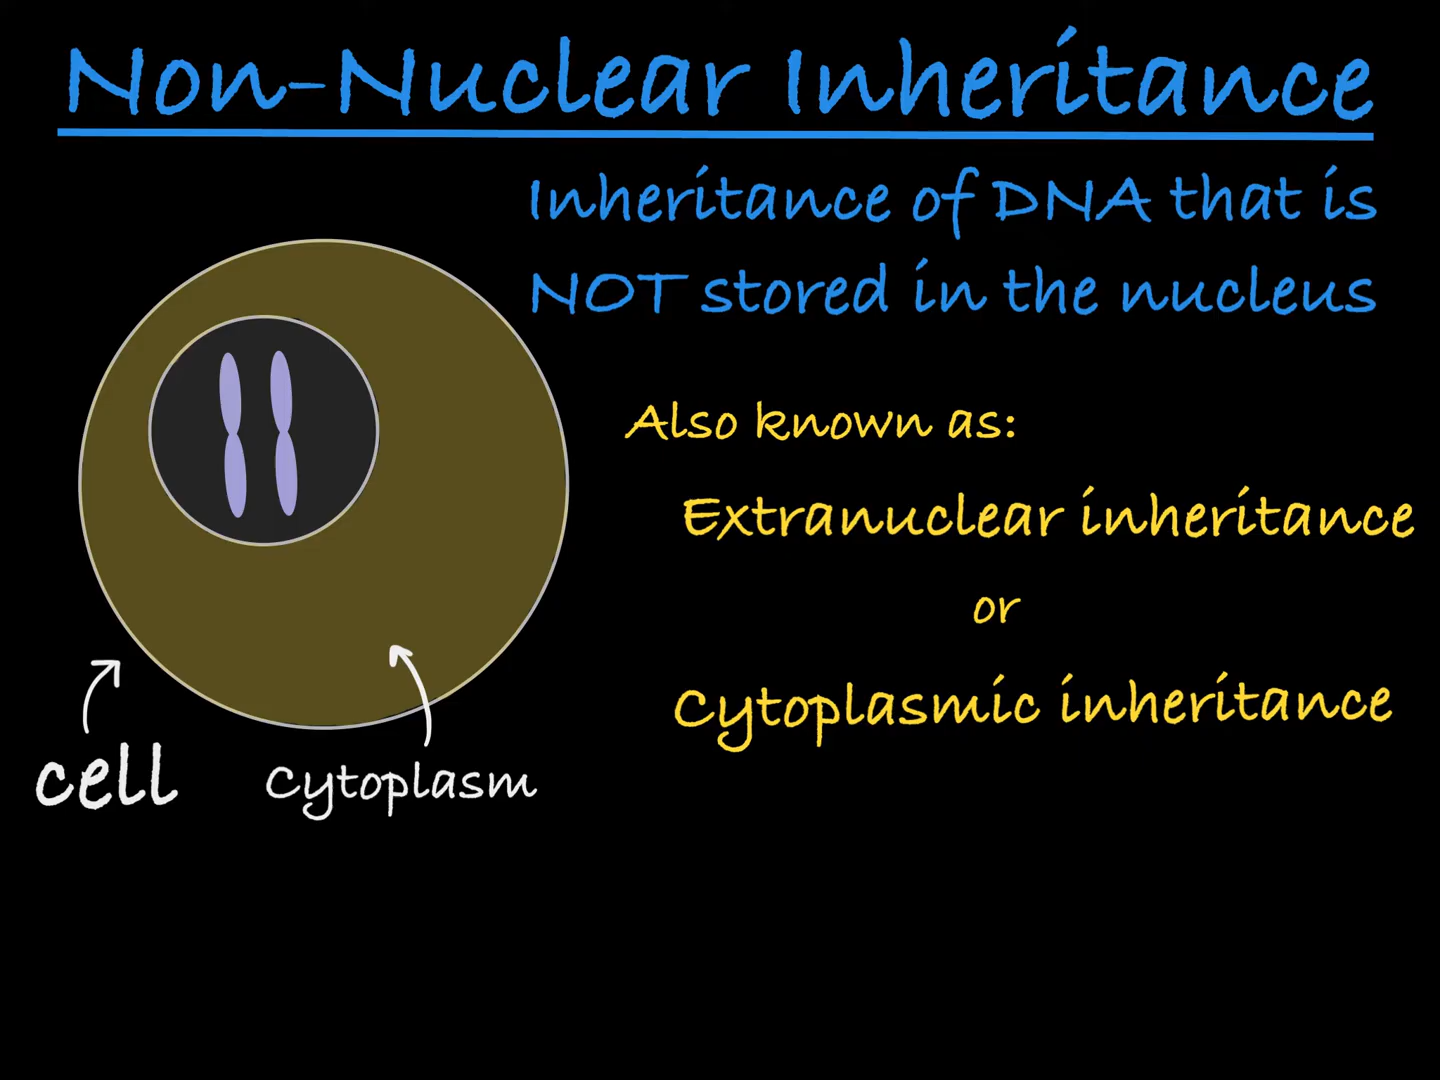 Non-Nuclear Inheritance
Inheritance of DNA that is
NOT stored in the nucleus
Also known as:
Extranuclear inheritance
or
Cytoplasmic inheritance
cell
Cytoplasm